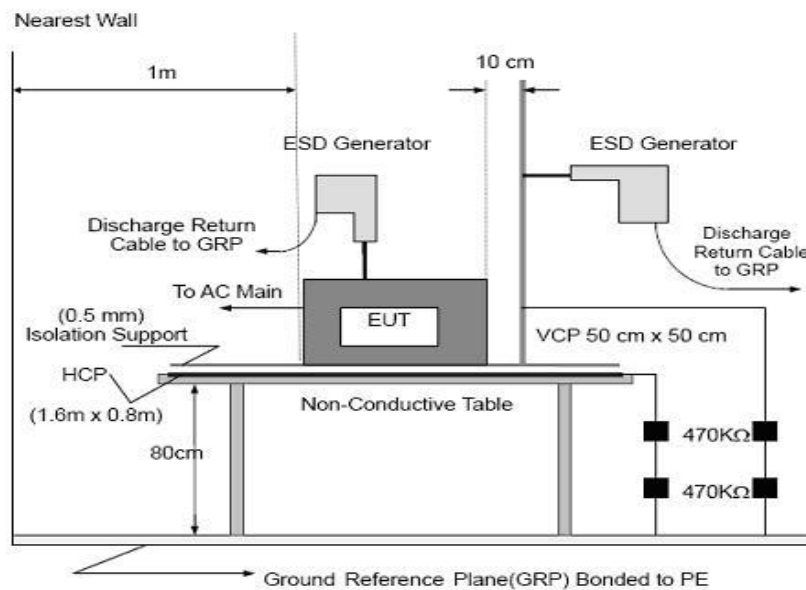 Nearest Wall
1m
10 cm
ESD Generator
ESD Generator
Discharge Return
Cable to GRP
Discharge
Return Cable
to GRP
To AC Main
(0.5 mm)
Isolation Support
EUT
VCP 50 cm x 50 cm
HCP
(1.6m x 0.8m)
Non-Conductive Table
80cm
470KΩ
470KΩ
Ground Reference Plane(GRP) Bonded to PE